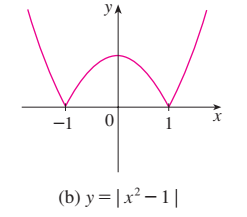 y
−1 0 1 x
(b) y = | x² − 1 |